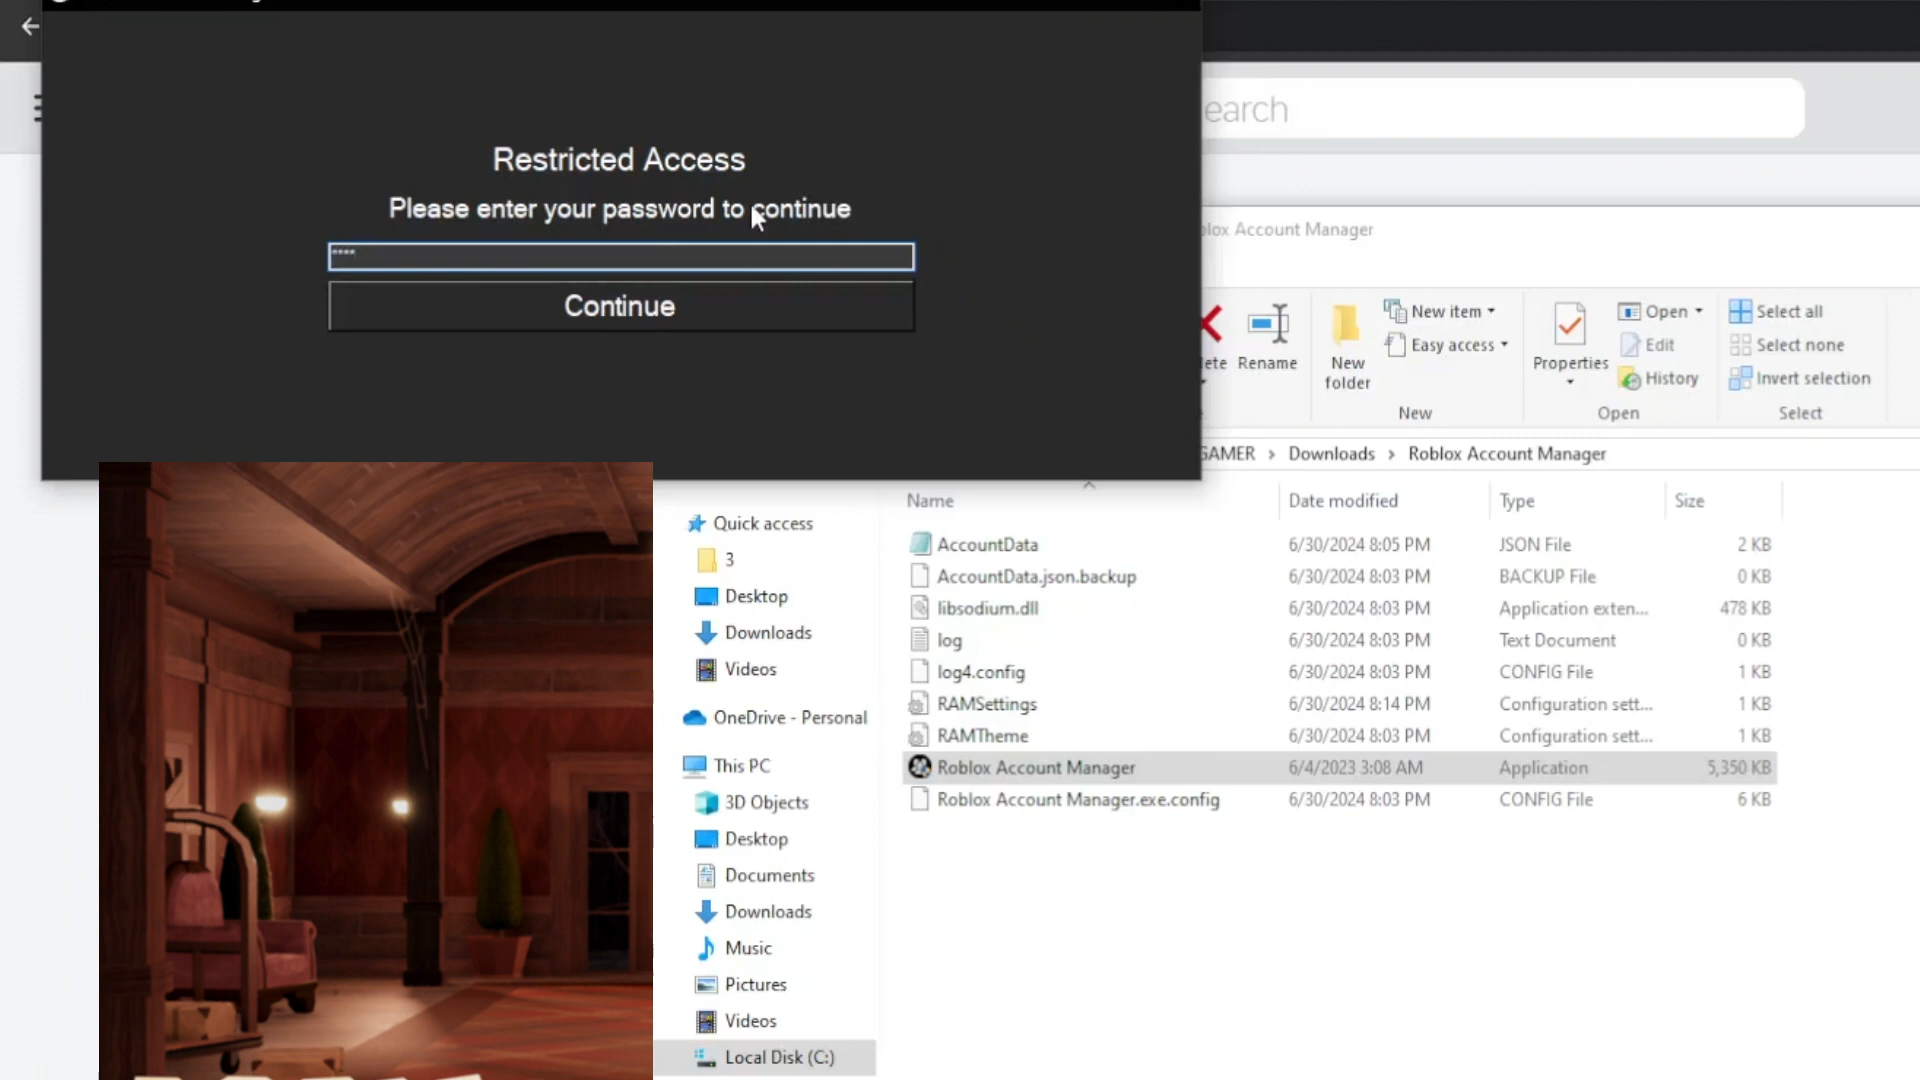 Restricted Access
Please enter your password to continue
****
Continue
earch
lox Account Manager
ete
Rename
New folder
New item
Easy access
New
Properties
Open
Edit
History
Open
Select all
Select none
Invert selection
Select
GAMER > Downloads > Roblox Account Manager
Name Date modified Type Size
Quick access
3
Desktop
Downloads
Videos
OneDrive - Personal
This PC
3D Objects
Desktop
Documents
Downloads
Music
Pictures
Videos
Local Disk (C:)
AccountData 6/30/2024 8:05 PM JSON File 2 KB
AccountData.json.backup 6/30/2024 8:03 PM BACKUP File 0 KB
libsodium.dll 6/30/2024 8:03 PM Application exten... 478 KB
log 6/30/2024 8:03 PM Text Document 0 KB
log4.config 6/30/2024 8:03 PM CONFIG File 1 KB
RAMSettings 6/30/2024 8:14 PM Configuration sett... 1 KB
RAMTheme 6/30/2024 8:03 PM Configuration sett... 1 KB
Roblox Account Manager 6/4/2023 3:08 AM Application 5,350 KB
Roblox Account Manager.exe.config 6/30/2024 8:03 PM CONFIG File 6 KB